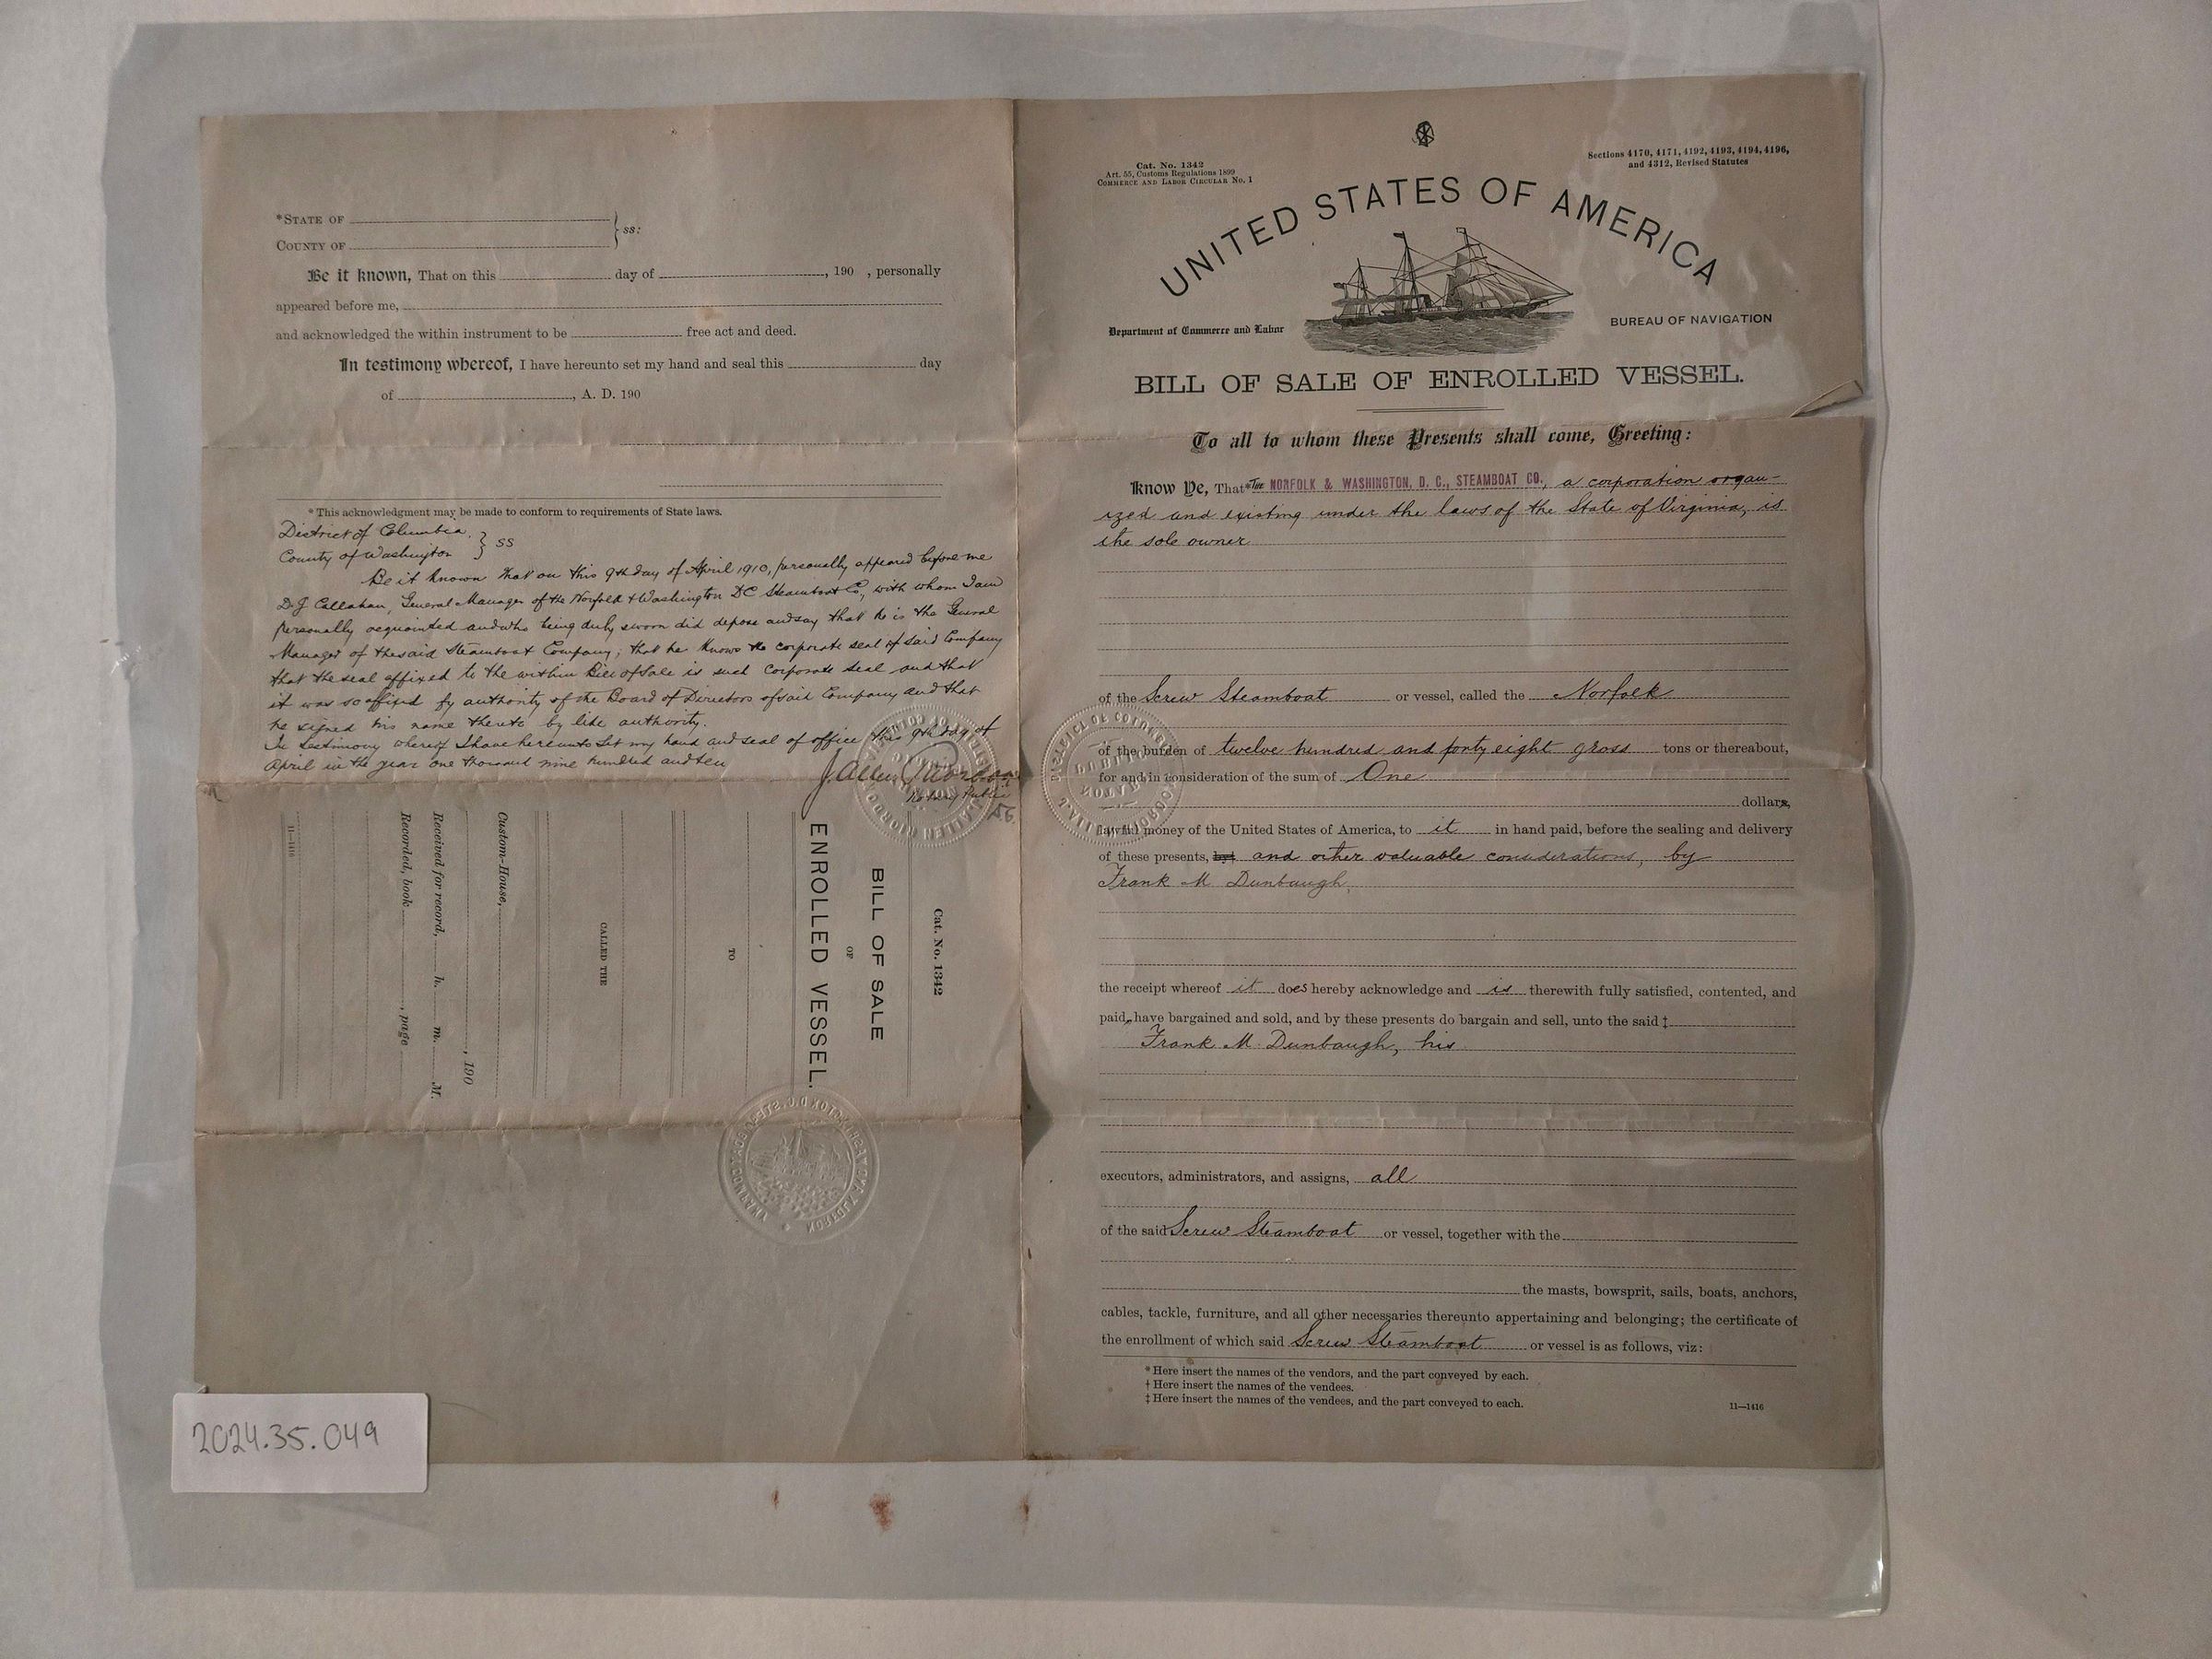 *STATE OF
COUNTY OF
ss:
Be it known, That on this day of , 190 , personally
appeared before me,
and acknowledged the within instrument to be free act and deed.
In testimony whereof, I have hereunto set my hand and seal this day
of , A. D. 190
* This acknowledgment may be made to conform to requirements of State laws.
District of Columbia
County of Washington } SS
Be it known that on this 9th day of April 1910, personally appeared before me
D.J. Callahan, General Manager of the Norfolk & Washington DC Steamboat Co., with whom I am
personally acquainted and who being duly sworn did depose and say that he is the General
Manager of the said Steamboat Company; that he knows the corporate seal of said Company
that the seal affixed to the within Bill of Sale is such corporate seal and that
it was so affixed by authority of the Board of Directors of said Company and that
he signed his name thereto by like authority.
In testimony whereof I have hereunto set my hand and seal of office this 9th day of
April in the year one thousand nine hundred and ten
J. Allen
Notary Public
D.C.
Cat. No. 1342
BILL OF SALE
OF
ENROLLED VESSEL.
TO
CALLED THE
Custom-House,
, 190
Received for record, h. m. M.
Recorded, book , page
11—1416
2024.35.049
Cat. No. 1342
Art. 55, Customs Regulations 1899
COMMERCE AND LABOR CIRCULAR No. 1
Sections 4170, 4171, 4192, 4193, 4194, 4196,
and 4312, Revised Statutes
UNITED STATES OF AMERICA
Department of Commerce and Labor
BUREAU OF NAVIGATION
BILL OF SALE OF ENROLLED VESSEL.
To all to whom these Presents shall come, Greeting:
Know Ye, That* The NORFOLK & WASHINGTON, D. C., STEAMBOAT CO., a corporation organ-
ized and existing under the laws of the State of Virginia, is
the sole owner
of the Screw Steamboat or vessel, called the Norfolk
of the burden of twelve hundred and forty eight gross tons or thereabout,
for and in consideration of the sum of One
dollars,
lawful money of the United States of America, to it in hand paid, before the sealing and delivery
of these presents, by† and other valuable considerations, by
Frank M. Dunbaugh,
the receipt whereof it does hereby acknowledge and is therewith fully satisfied, contented, and
paid, have bargained and sold, and by these presents do bargain and sell, unto the said ‡
Frank M. Dunbaugh, his
executors, administrators, and assigns, all
of the said Screw Steamboat or vessel, together with the
the masts, bowsprit, sails, boats, anchors,
cables, tackle, furniture, and all other necessaries thereunto appertaining and belonging; the certificate of
the enrollment of which said Screw Steamboat or vessel is as follows, viz:
* Here insert the names of the vendors, and the part conveyed by each.
† Here insert the names of the vendees.
‡ Here insert the names of the vendees, and the part conveyed to each.
11—1416